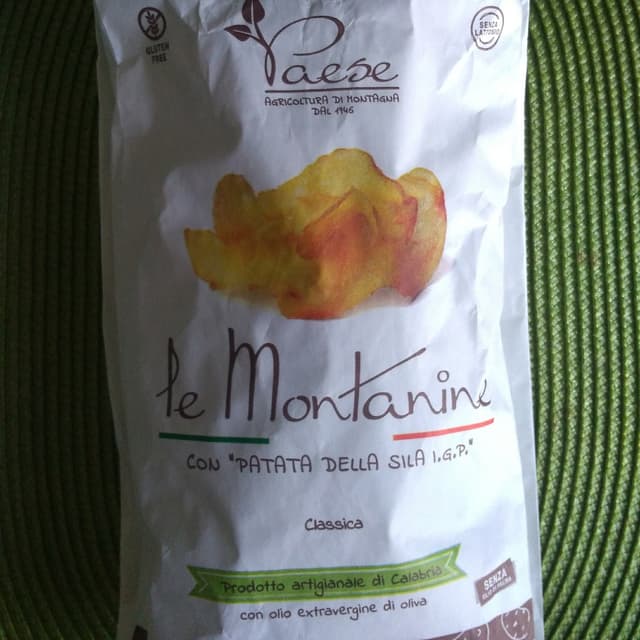 GLUTEN
FREE
SENZA
LATTOSIO
Paese
AGRICOLTURA DI MONTAGNA
DAL 1946
le Montanine
CON "PATATA DELLA SILA I.G.P."
Classica
Prodotto artigianale di Calabria
con olio extravergine di oliva
SENZA